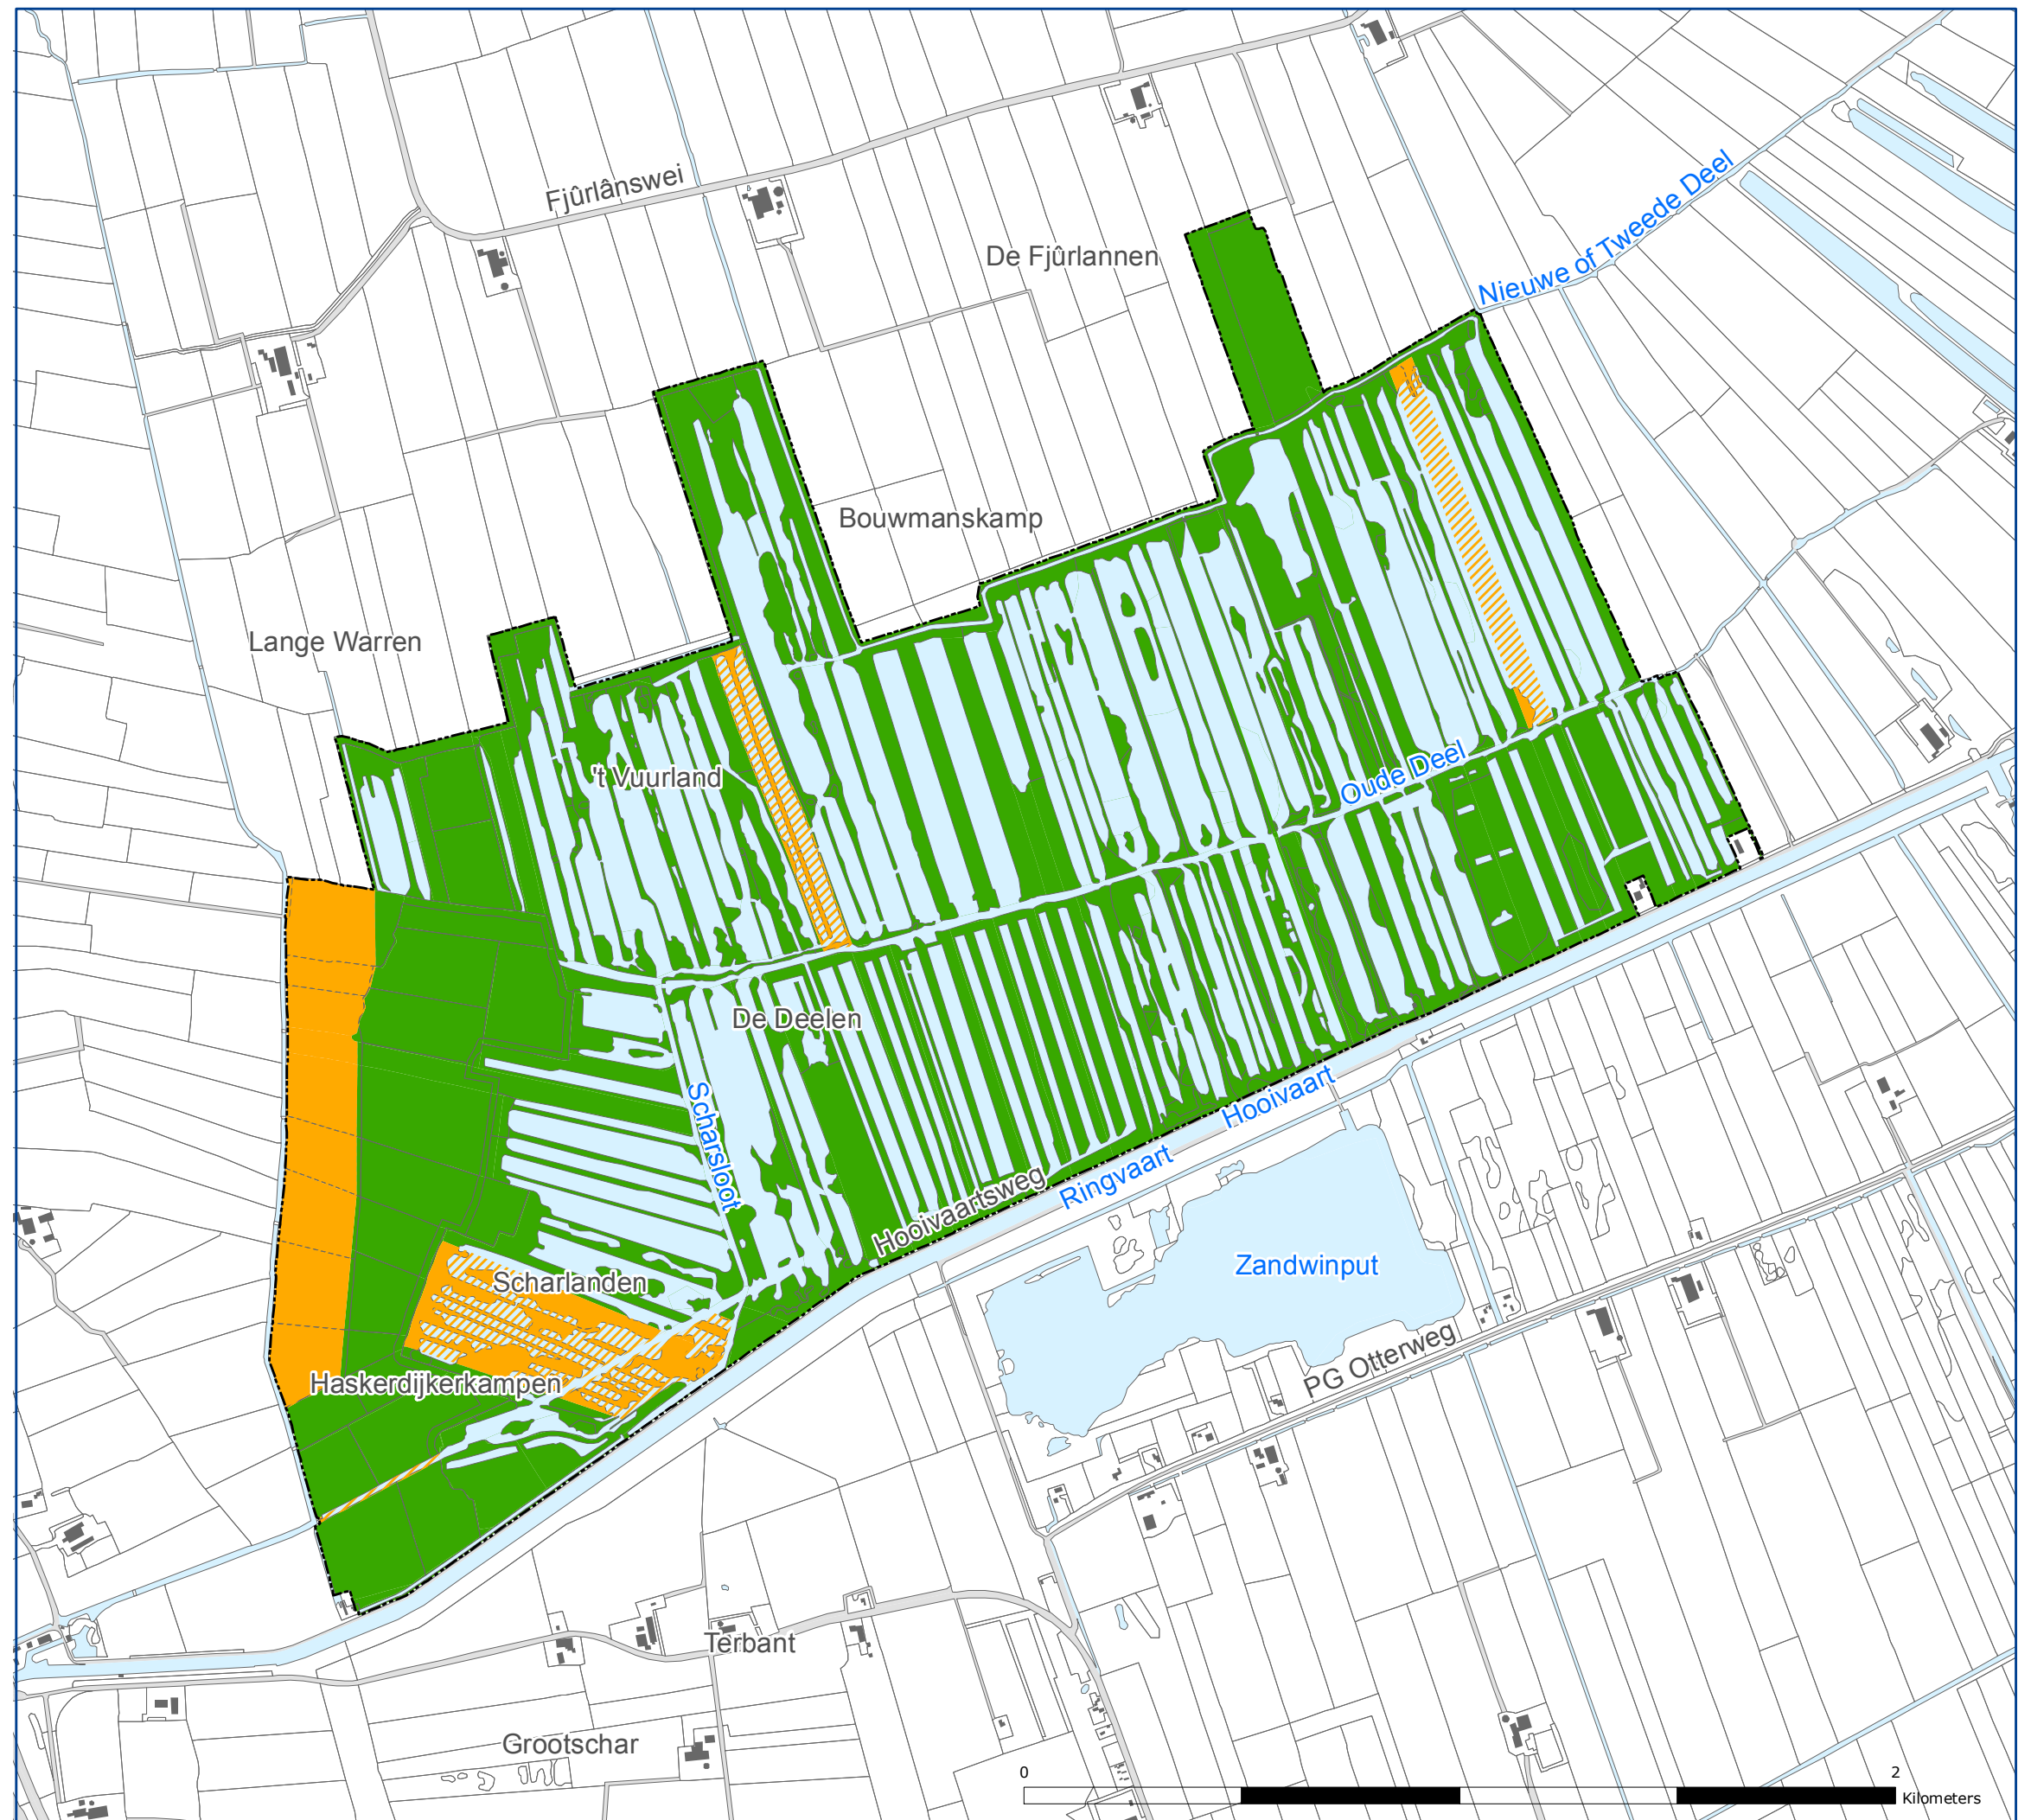 Fjûrlânswei
Nieuwe of Tweede Deel
De Fjûrlannen
Bouwmanskamp
Lange Warren
't Vuurland
Oude Deel
De Deelen
Scharsloot
Hooivaart
Ringvaart
Hooivaartsweg
Zandwinput
Scharlanden
PG Otterweg
Haskerdijkerkampen
Terbant
Grootschar
0 2
Kilometers